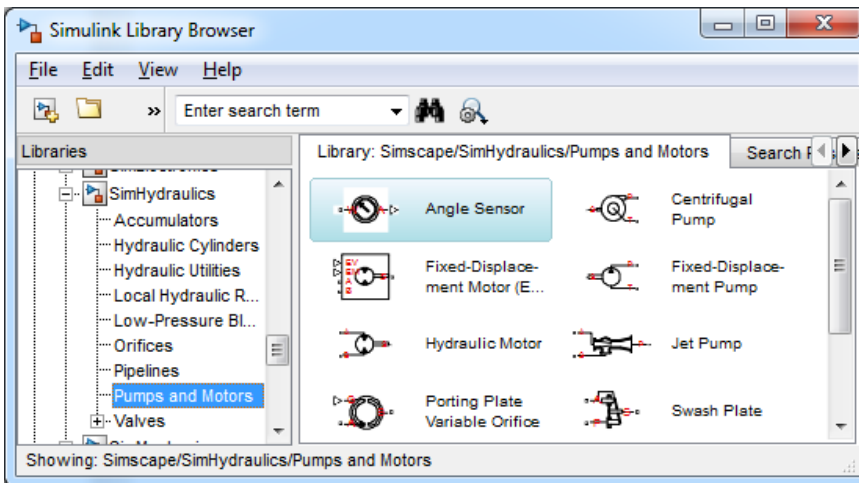 Simulink Library Browser
File Edit View Help
» Enter search term
Libraries
Library: Simscape/SimHydraulics/Pumps and Motors
Search
SimHydraulics
Accumulators
Hydraulic Cylinders
Hydraulic Utilities
Local Hydraulic R...
Low-Pressure Bl...
Orifices
Pipelines
Pumps and Motors
Valves
Angle Sensor
Centrifugal
Pump
Fixed-Displace-
ment Motor (E...
Fixed-Displace-
ment Pump
Hydraulic Motor
Jet Pump
Porting Plate
Variable Orifice
Swash Plate
Showing: Simscape/SimHydraulics/Pumps and Motors